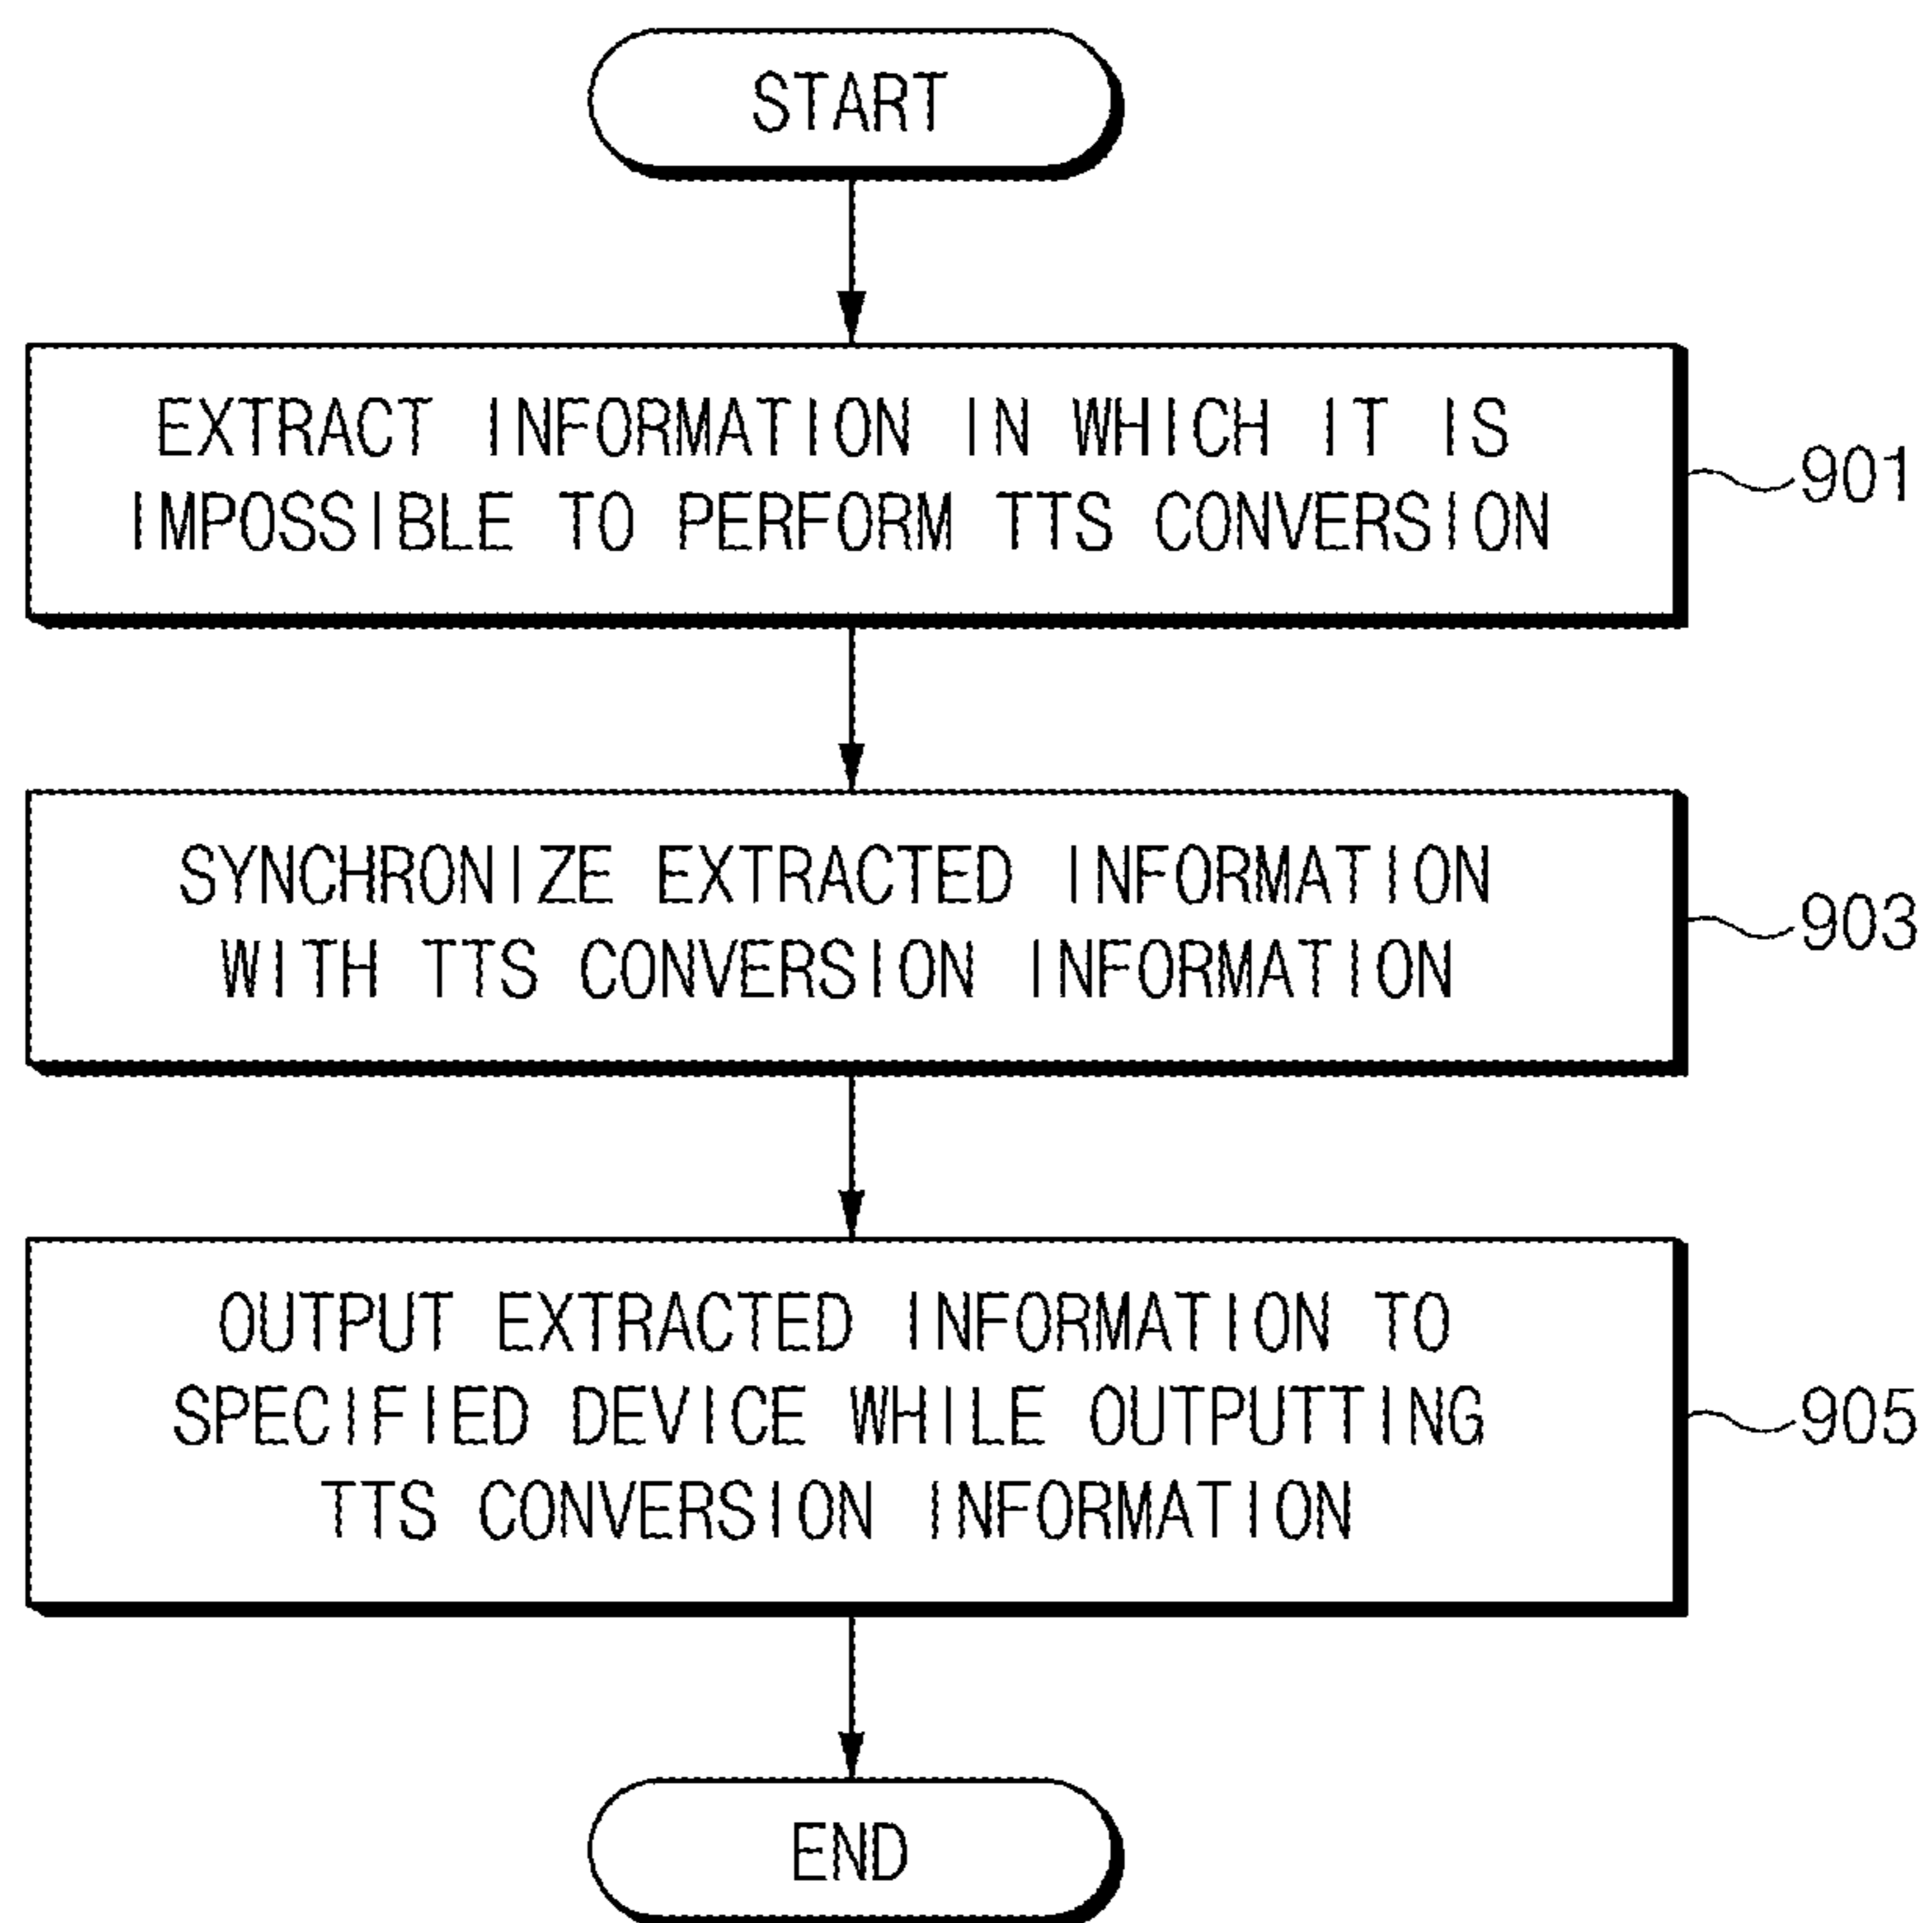 START
EXTRACT INFORMATION IN WHICH IT IS
IMPOSSIBLE TO PERFORM TTS CONVERSION
901
SYNCHRONIZE EXTRACTED INFORMATION
WITH TTS CONVERSION INFORMATION
903
OUTPUT EXTRACTED INFORMATION TO
SPECIFIED DEVICE WHILE OUTPUTTING
TTS CONVERSION INFORMATION
905
END